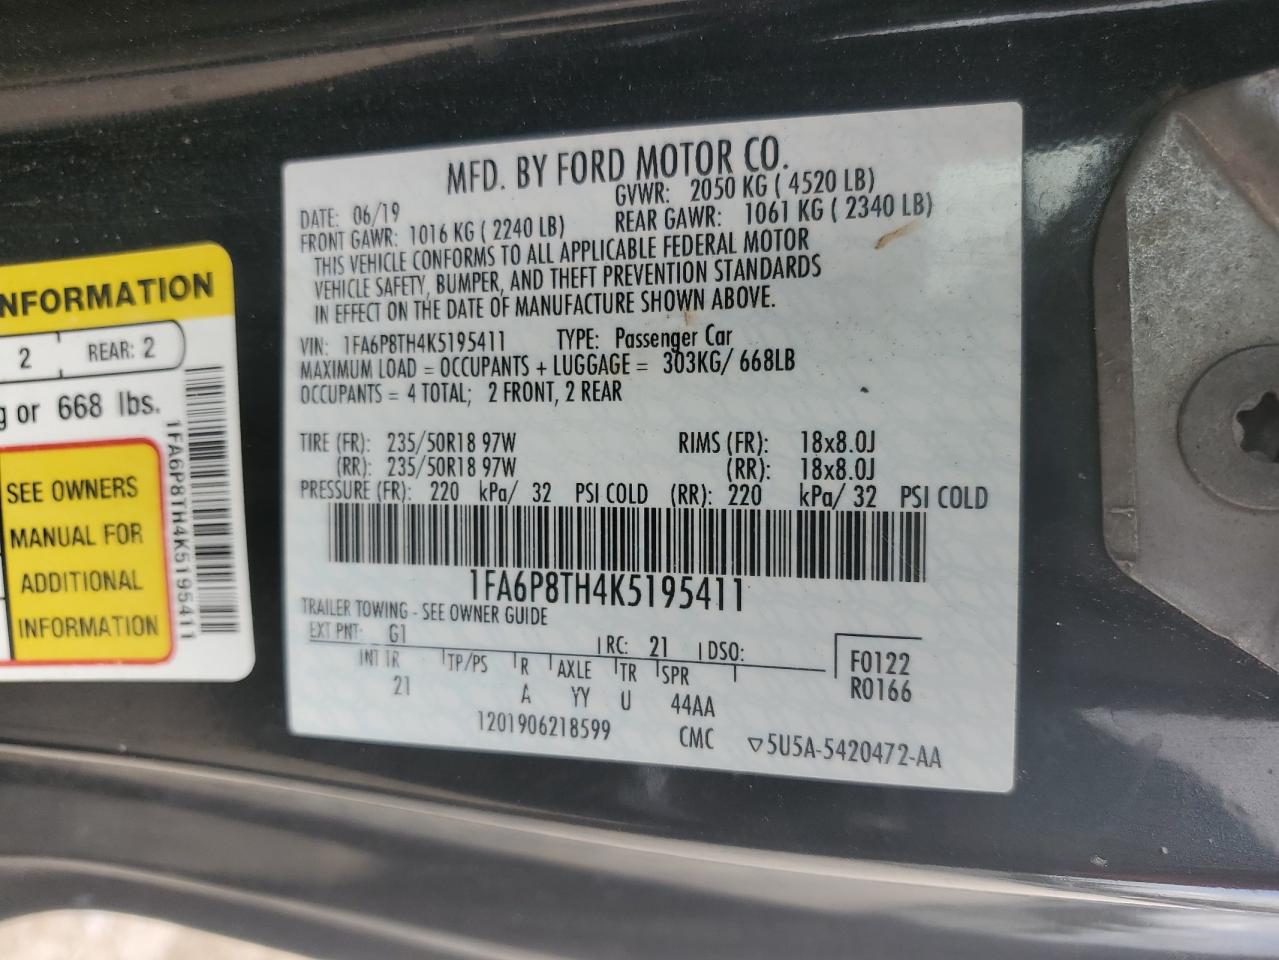 NFORMATION
2 REAR: 2
g or 668 lbs.
SEE OWNERS
MANUAL FOR
ADDITIONAL
INFORMATION
1FA6P8TH4K5195411
MFD. BY FORD MOTOR CO.
DATE: 06/19 GVWR: 2050 KG ( 4520 LB)
FRONT GAWR: 1016 KG ( 2240 LB) REAR GAWR: 1061 KG ( 2340 LB)
THIS VEHICLE CONFORMS TO ALL APPLICABLE FEDERAL MOTOR
VEHICLE SAFETY, BUMPER, AND THEFT PREVENTION STANDARDS
IN EFFECT ON THE DATE OF MANUFACTURE SHOWN ABOVE.
VIN: 1FA6P8TH4K5195411 TYPE: Passenger Car
MAXIMUM LOAD = OCCUPANTS + LUGGAGE = 303KG/ 668LB
OCCUPANTS = 4 TOTAL; 2 FRONT, 2 REAR
TIRE (FR): 235/50R18 97W RIMS (FR): 18x8.0J
(RR): 235/50R18 97W (RR): 18x8.0J
PRESSURE (FR): 220 kPa/ 32 PSI COLD (RR): 220 kPa/ 32 PSI COLD
1FA6P8TH4K5195411
TRAILER TOWING - SEE OWNER GUIDE
EXT PNT: G1 RC: 21 DSO: F0122
INT TR TP/PS R AXLE TR SPR R0166
21 A YY U 44AA
1201906218599 CMC ▽5U5A-5420472-AA